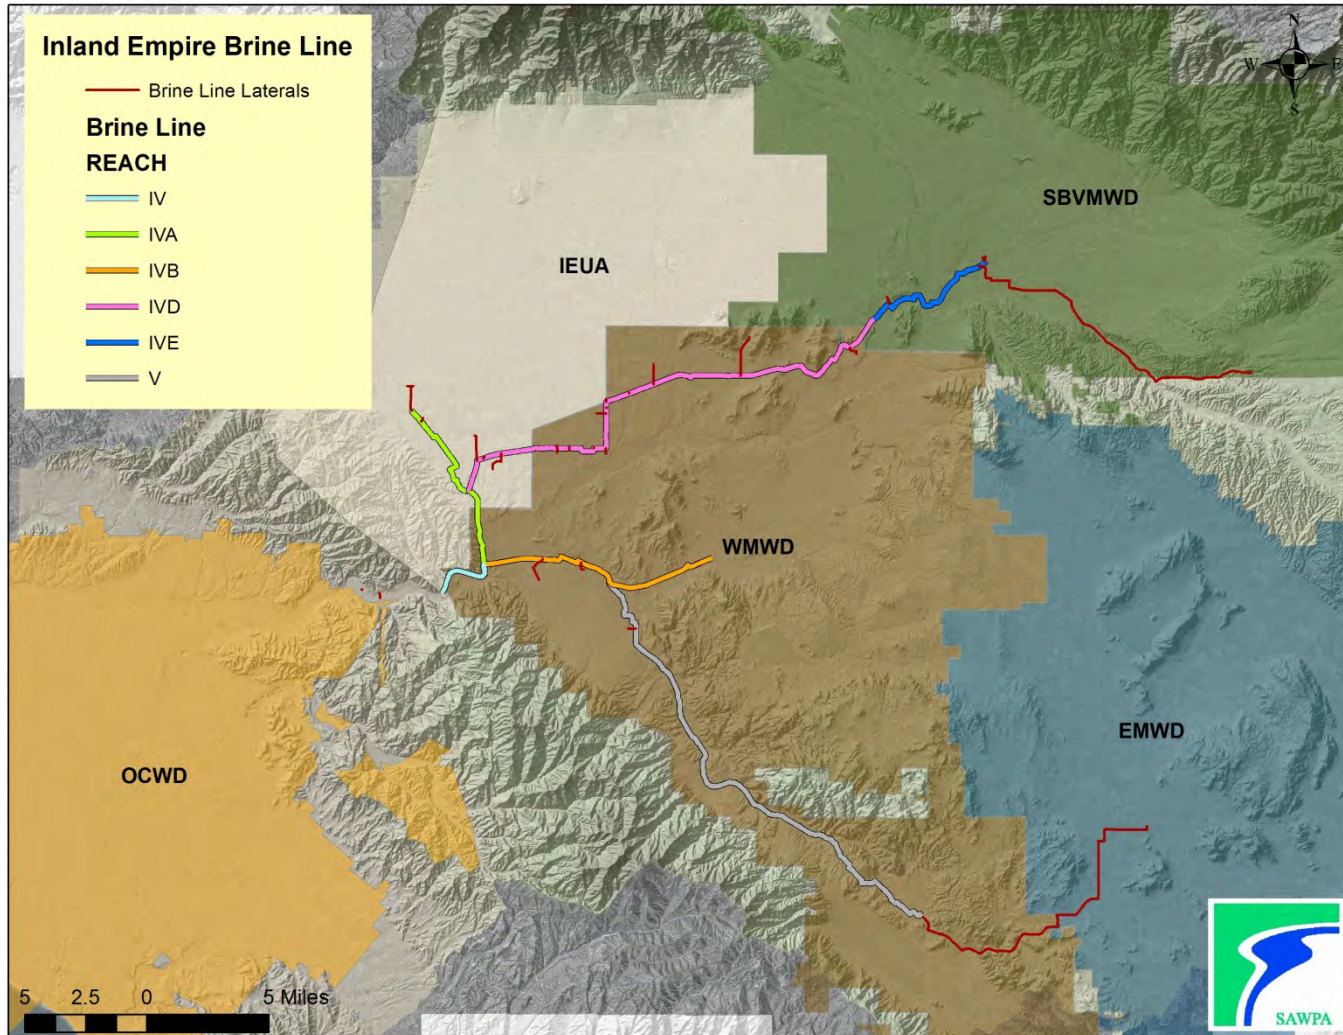 Inland Empire Brine Line
Brine Line Laterals
Brine Line
REACH
IV
IVA
IVB
IVD
IVE
V
N
W
E
S
SBVMWD
IEUA
WMWD
EMWD
OCWD
5 2.5 0 5 Miles
SAWPA